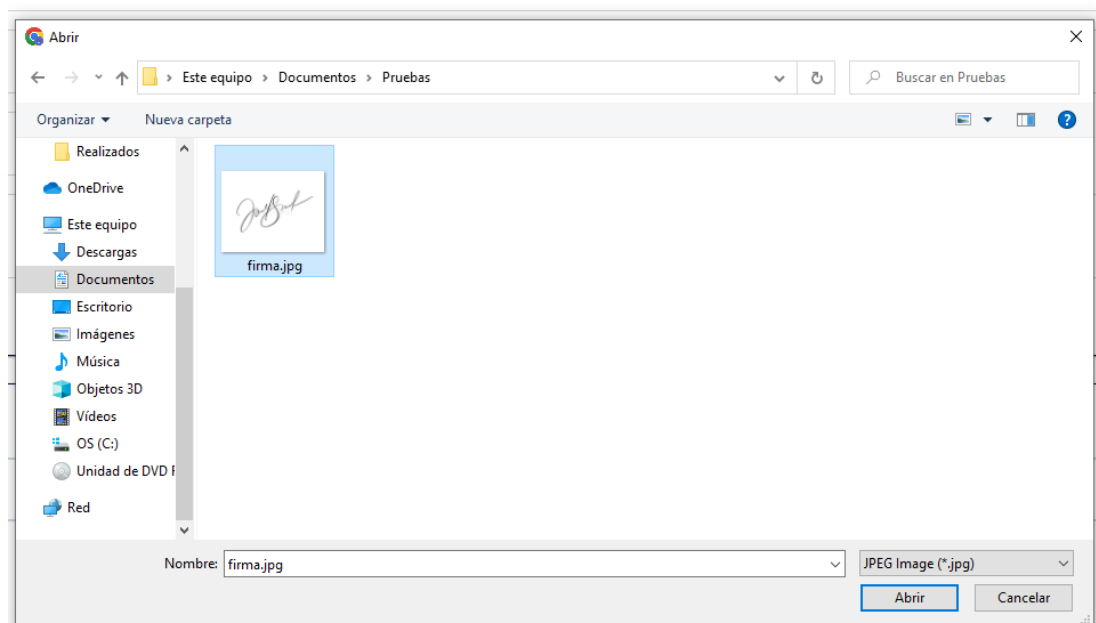 Abrir
Este equipo > Documentos > Pruebas
Buscar en Pruebas
Organizar
Nueva carpeta
Realizados
OneDrive
Este equipo
Descargas
Documentos
Escritorio
Imágenes
Música
Objetos 3D
Vídeos
OS (C:)
Unidad de DVD
Red
firma.jpg
Nombre: firma.jpg
JPEG Image (*.jpg)
Abrir
Cancelar